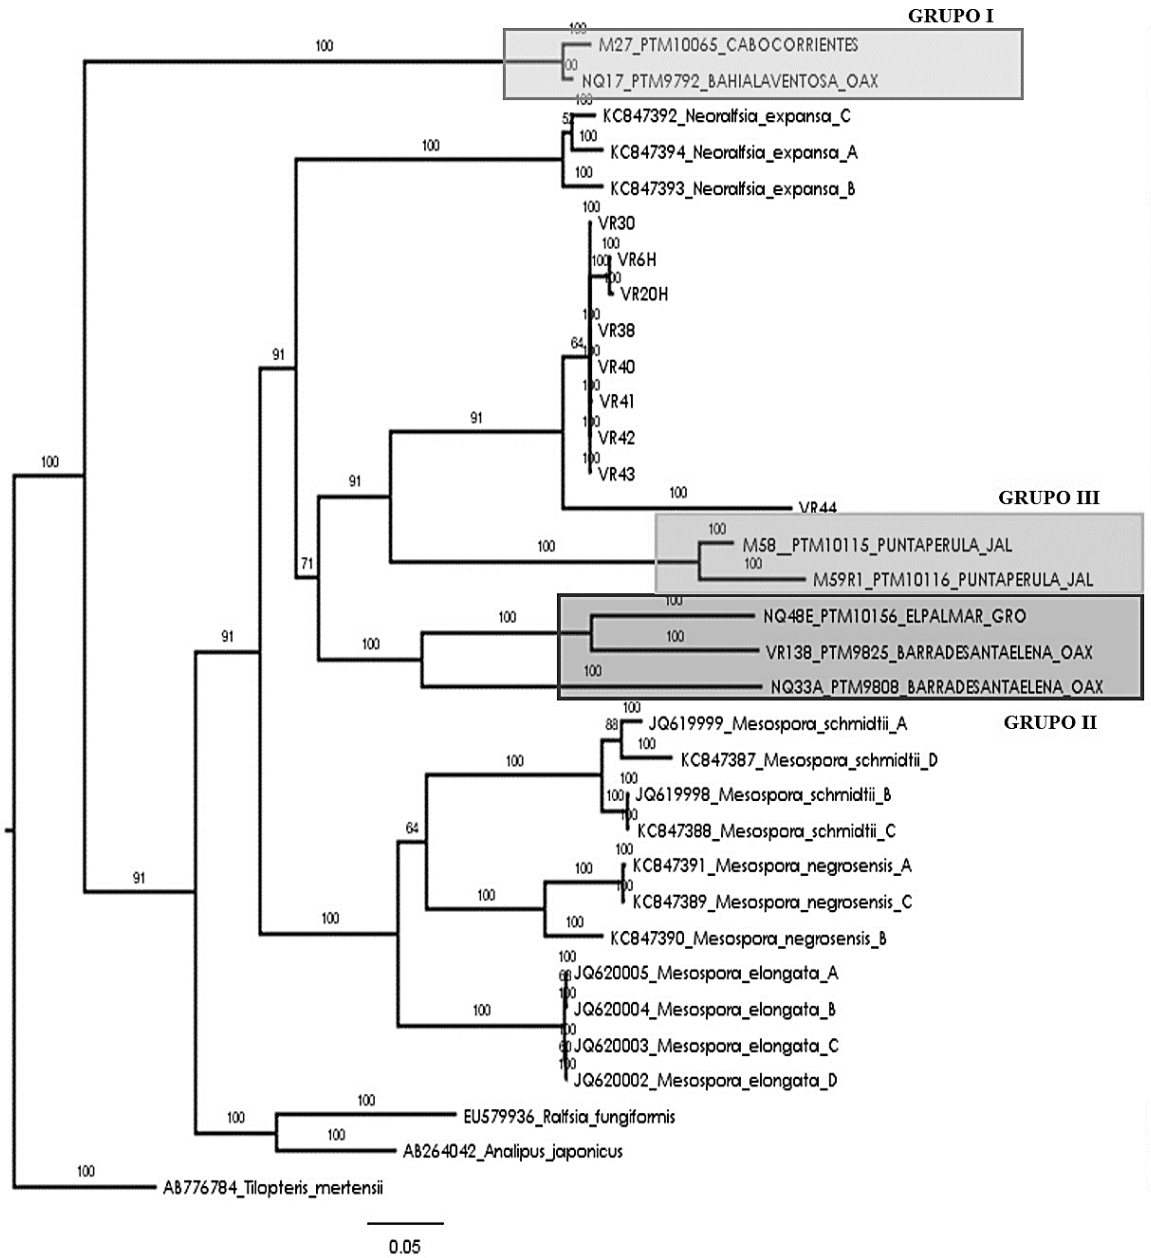 GRUPO I
100
M27_PTM10065_CABOCORRIENTES
100
NQ17_PTM9792_BAHIALAVENTOSA_OAX
KC847392_Neoralfsia_expansa_C
52
100
KC847394_Neoralfsia_expansa_A
100
100
KC847393_Neoralfsia_expansa_B
100
VR30
100
VR6H
100
VR20H
VR38
64
VR40
VR41
91
VR42
VR43
91
100
91
100
GRUPO III
VR44
100
M58__PTM10115_PUNTAPERULA_JAL
100
100
M59R1_PTM10116_PUNTAPERULA_JAL
71
100
NQ48E_PTM10156_ELPALMAR_GRO
100
100
VR138_PTM9825_BARRADESANTAELENA_OAX
91
100
100
NQ33A_PTM9808_BARRADESANTAELENA_OAX
GRUPO II
100
88
JQ619999_Mesospora_schmidtii_A
100
KC847387_Mesospora_schmidtii_D
100
100
100
JQ619998_Mesospora_schmidtii_B
KC847388_Mesospora_schmidtii_C
64
100
KC847391_Mesospora_negrosensis_A
100
91
100
KC847389_Mesospora_negrosensis_C
100
100
KC847390_Mesospora_negrosensis_B
100
JQ620005_Mesospora_elongata_A
100
JQ620004_Mesospora_elongata_B
JQ620003_Mesospora_elongata_C
JQ620002_Mesospora_elongata_D
100
100
EU579936_Ralfsia_fungiformis
100
AB264042_Analipus_japonicus
100
AB776784_Tilopteris_mertensii
0.05